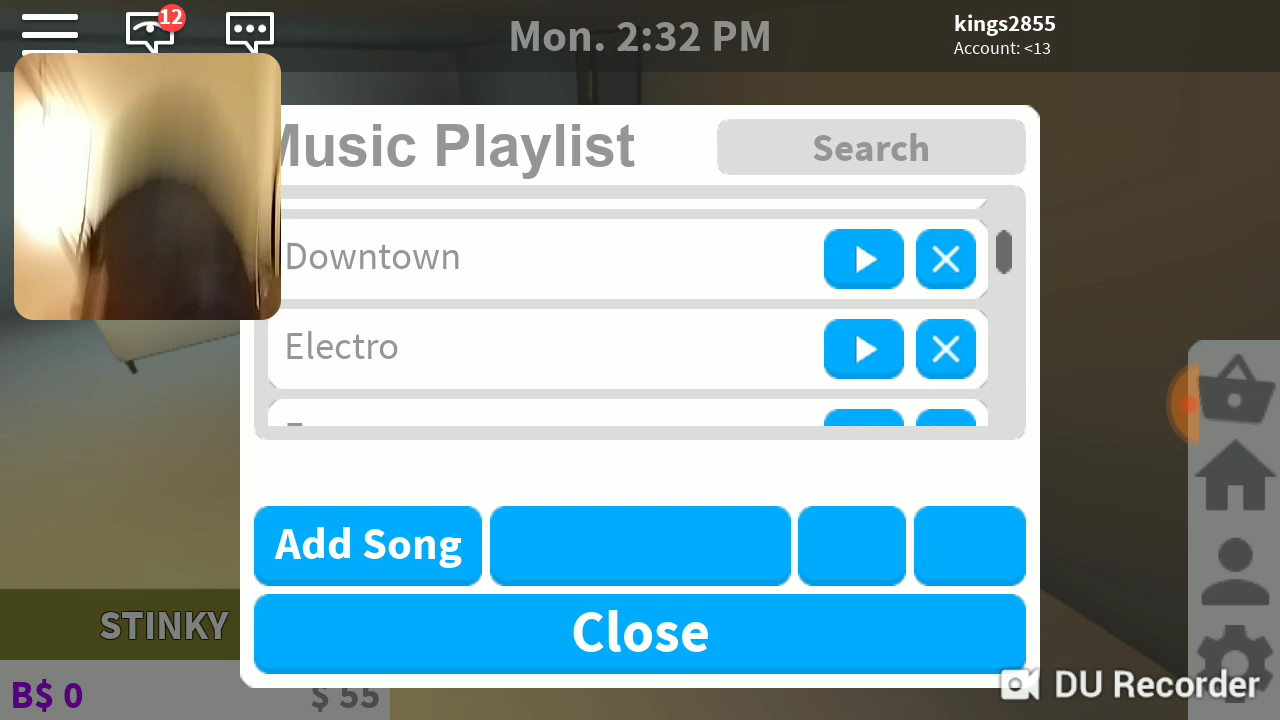 12
Mon. 2:32 PM
kings2855
Account: <13
Music Playlist
Search
Downtown
Electro
Add Song
Close
STINKY
B$ 0
$ 55
DU Recorder